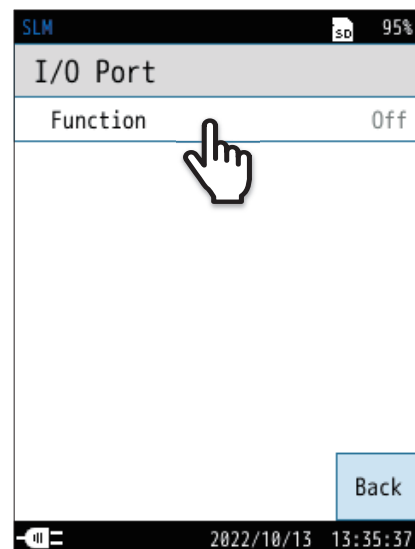 SLM SD 95%
I/O Port
Function Off
Back
2022/10/13 13:35:37